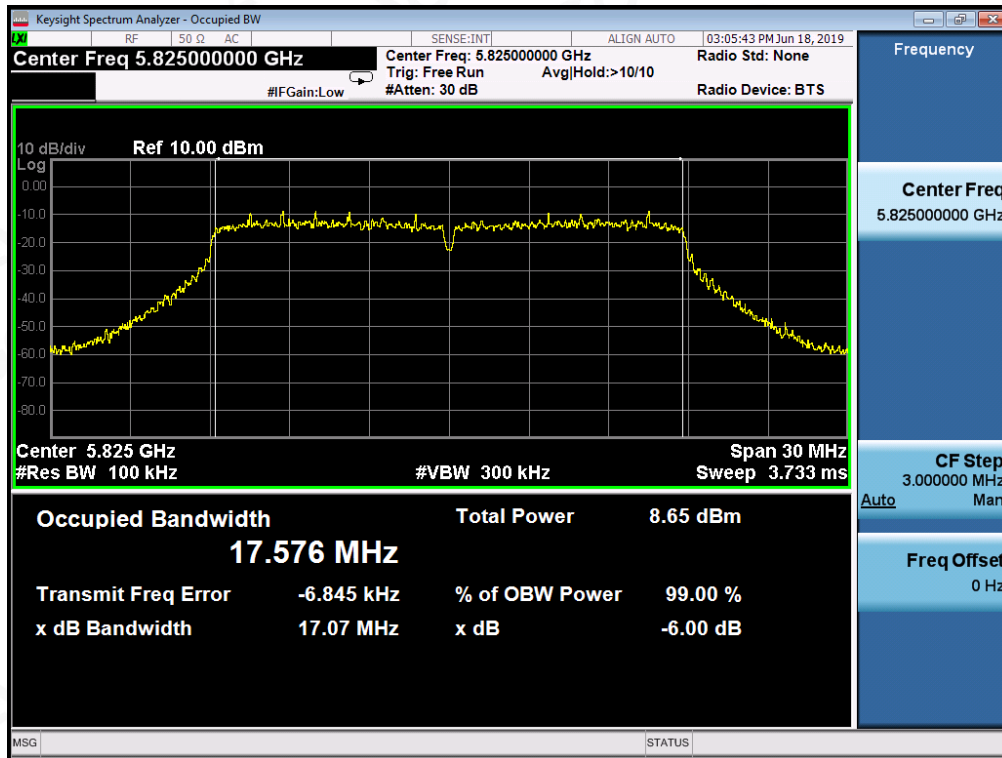 Keysight Spectrum Analyzer - Occupied BW
LXI RF 50 Ω AC SENSE:INT ALIGN AUTO 03:05:43 PM Jun 18, 2019
Center Freq 5.825000000 GHz
Center Freq: 5.825000000 GHz Radio Std: None
Trig: Free Run Avg|Hold:>10/10
#IFGain:Low #Atten: 30 dB Radio Device: BTS
10 dB/div Ref 10.00 dBm
Log
0.00
-10.0
-20.0
-30.0
-40.0
-50.0
-60.0
-70.0
-80.0
Center 5.825 GHz Span 30 MHz
#Res BW 100 kHz #VBW 300 kHz Sweep 3.733 ms
Occupied Bandwidth Total Power 8.65 dBm
17.576 MHz
Transmit Freq Error -6.845 kHz % of OBW Power 99.00 %
x dB Bandwidth 17.07 MHz x dB -6.00 dB
MSG STATUS
Frequency
Center Freq
5.825000000 GHz
CF Step
3.000000 MHz
Auto Man
Freq Offset
0 Hz